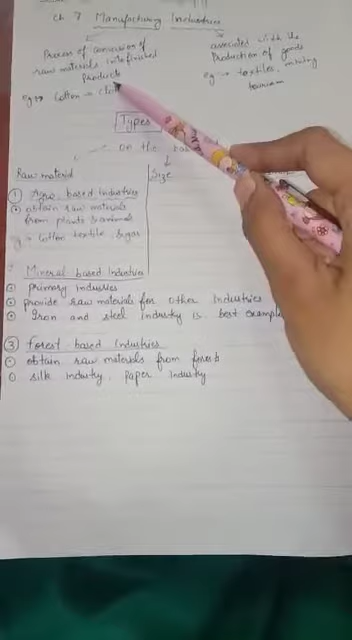 Ch 7 Manufacturing Industries
Process of conversion of
raw materials into finished
products
eg → Cotton → clo
associated with the
Production of goods
eg → textiles, mining
tourism
Types
on the bas
Raw material
Size
① Agro based industries
obtain raw materials
from plants & animals
eg → Cotton textile, Sugar
Mineral based Industries
primary industries
provide raw materials for other industries
Iron and steel industry is best example
③ forest based Industries
obtain raw materials from forests
silk industry, Paper Industry